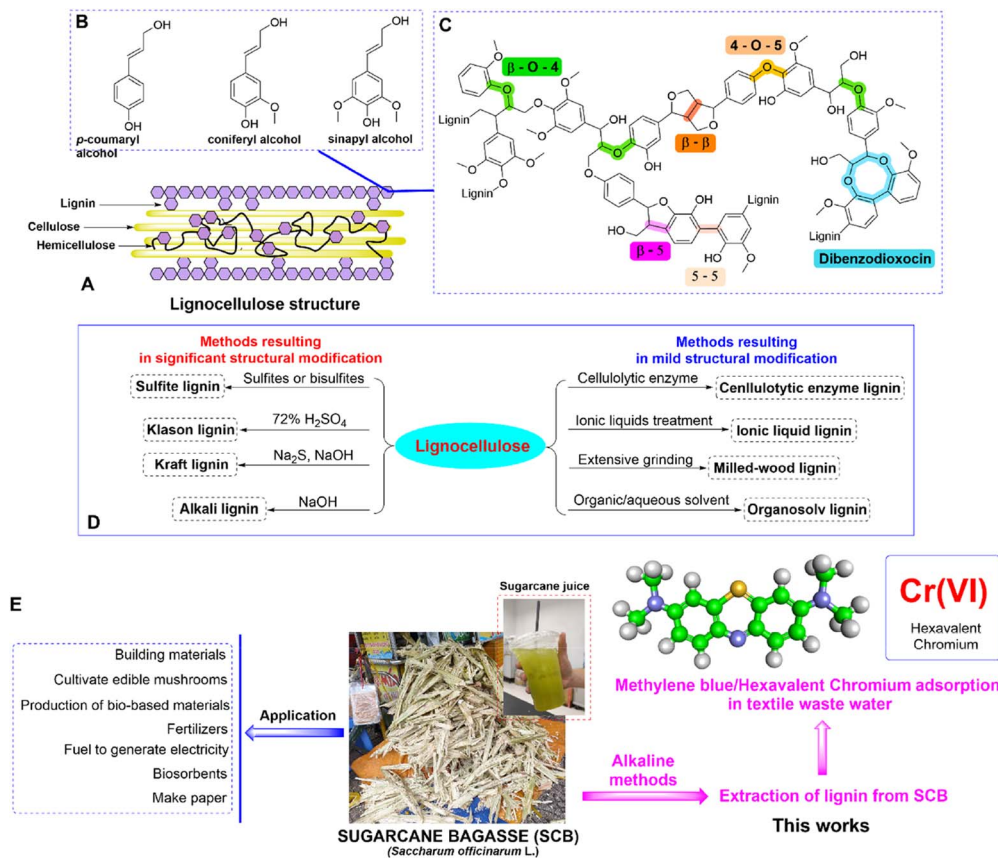 B
OH
OH
OH
O
O
O
OH
OH
OH
p-coumaryl
alcohol
coniferyl alcohol
sinapyl alcohol
C
β - O - 4
4 - O - 5
β - β
β - 5
5 - 5
Dibenzodioxocin
Lignin
Lignin
Lignin
Lignin
Lignin
Cellulose
Hemicellulose
A
Lignocellulose structure
Methods resulting
in significant structural modification
Methods resulting
in mild structural modification
Sulfite lignin
Sulfites or bisulfites
Cellulolytic enzyme
Cenllulotytic enzyme lignin
Klason lignin
72% H₂SO₄
Lignocellulose
Ionic liquids treatment
Ionic liquid lignin
Kraft lignin
Na₂S, NaOH
Extensive grinding
Milled-wood lignin
Alkali lignin
NaOH
Organic/aqueous solvent
Organosolv lignin
D
E
Building materials
Cultivate edible mushrooms
Production of bio-based materials
Fertilizers
Fuel to generate electricity
Biosorbents
Make paper
Application
Sugarcane juice
SUGARCANE BAGASSE (SCB)
(Saccharum officinarum L.)
Cr(VI)
Hexavalent
Chromium
Methylene blue/Hexavalent Chromium adsorption
in textile waste water
Alkaline
methods
Extraction of lignin from SCB
This works